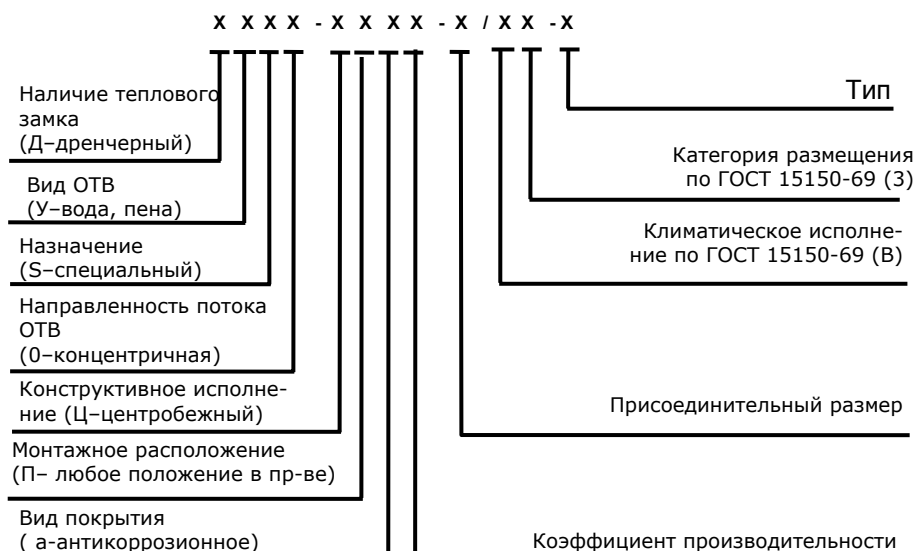 X X X X - X X X X - X / X X - X
Наличие теплового
замка
(Д–дренчерный)
Вид ОТВ
(У–вода, пена)
Назначение
(S–специальный)
Направленность потока
ОТВ
(0–концентричная)
Конструктивное исполне-
ние (Ц–центробежный)
Монтажное расположение
(П– любое положение в пр-ве)
Вид покрытия
( а-антикоррозионное)
Тип
Категория размещения
по ГОСТ 15150-69 (3)
Климатическое исполне-
ние по ГОСТ 15150-69 (В)
Присоединительный размер
Коэффициент производительности